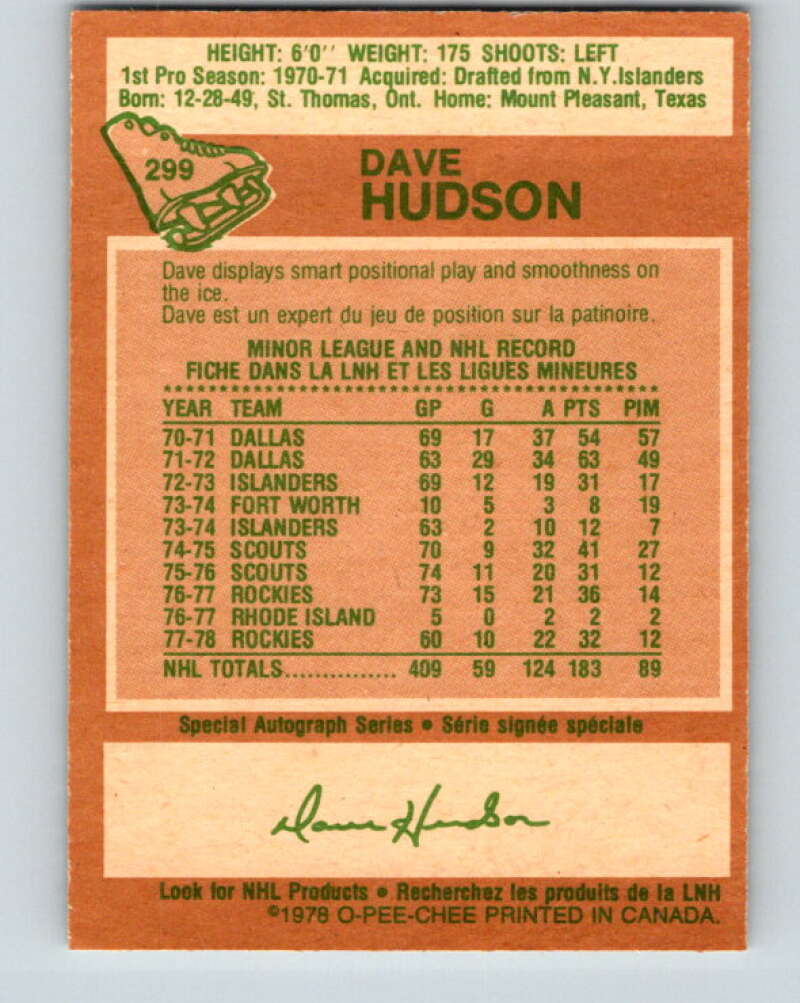 HEIGHT: 6'0'' WEIGHT: 175 SHOOTS: LEFT
1st Pro Season: 1970-71 Acquired: Drafted from N.Y.Islanders
Born: 12-28-49, St. Thomas, Ont. Home: Mount Pleasant, Texas
299
DAVE
HUDSON
Dave displays smart positional play and smoothness on
the ice.
Dave est un expert du jeu de position sur la patinoire.
MINOR LEAGUE AND NHL RECORD
FICHE DANS LA LNH ET LES LIGUES MINEURES
YEAR TEAM GP G A PTS PIM
70-71 DALLAS 69 17 37 54 57
71-72 DALLAS 63 29 34 63 49
72-73 ISLANDERS 69 12 19 31 17
73-74 FORT WORTH 10 5 3 8 19
73-74 ISLANDERS 63 2 10 12 7
74-75 SCOUTS 70 9 32 41 27
75-76 SCOUTS 74 11 20 31 12
76-77 ROCKIES 73 15 21 36 14
76-77 RHODE ISLAND 5 0 2 2 2
77-78 ROCKIES 60 10 22 32 12
NHL TOTALS............... 409 59 124 183 89
Special Autograph Series • Série signée spéciale
Dave Hudson
Look for NHL Products • Recherchez les produits de la LNH
©1978 O-PEE-CHEE PRINTED IN CANADA.